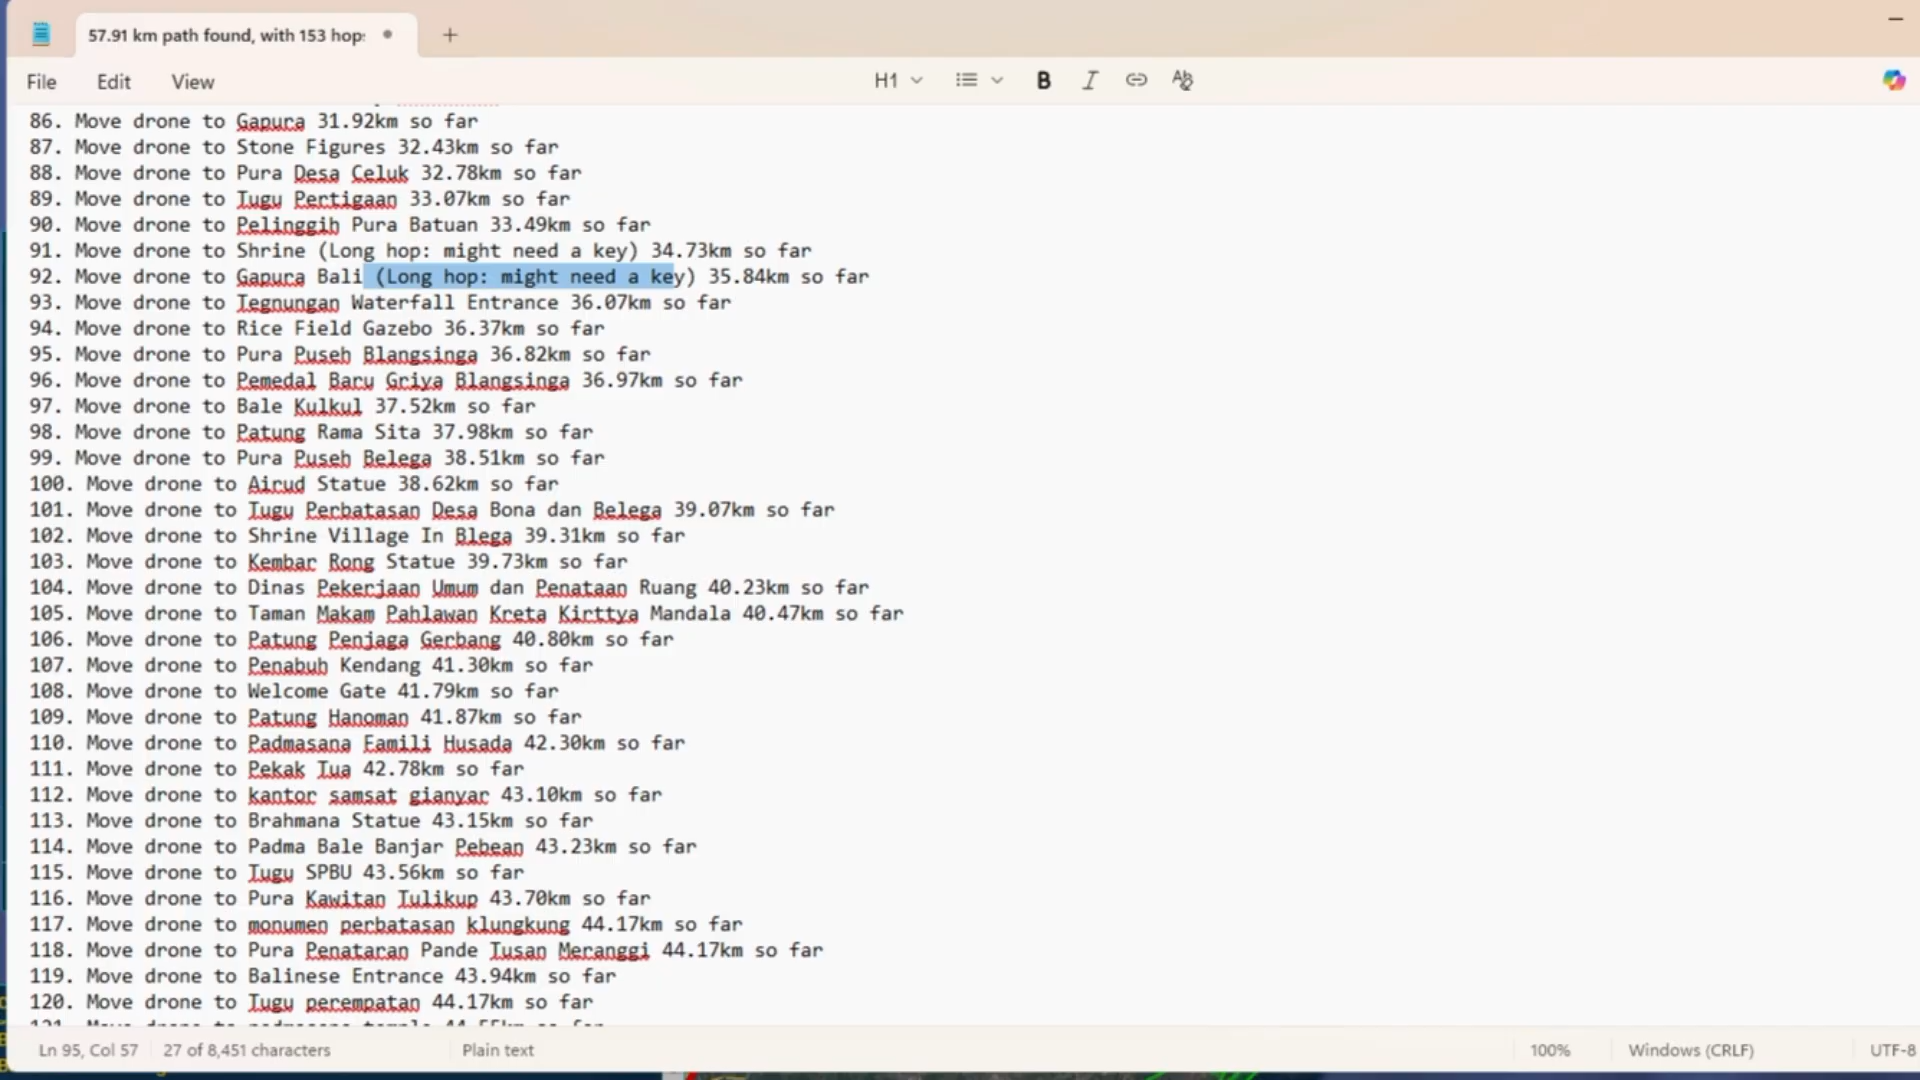 57.91 km path found, with 153 hop
File Edit View H1 B I
86. Move drone to Gapura 31.92km so far
87. Move drone to Stone Figures 32.43km so far
88. Move drone to Pura Desa Celuk 32.78km so far
89. Move drone to Tugu Pertigaan 33.07km so far
90. Move drone to Pelinggih Pura Batuan 33.49km so far
91. Move drone to Shrine (Long hop: might need a key) 34.73km so far
92. Move drone to Gapura Bali (Long hop: might need a key) 35.84km so far
93. Move drone to Tegnungan Waterfall Entrance 36.07km so far
94. Move drone to Rice Field Gazebo 36.37km so far
95. Move drone to Pura Puseh Blangsinga 36.82km so far
96. Move drone to Pemedal Baru Griya Blangsinga 36.97km so far
97. Move drone to Bale Kulkul 37.52km so far
98. Move drone to Patung Rama Sita 37.98km so far
99. Move drone to Pura Puseh Belega 38.51km so far
100. Move drone to Airud Statue 38.62km so far
101. Move drone to Tugu Perbatasan Desa Bona dan Belega 39.07km so far
102. Move drone to Shrine Village In Blega 39.31km so far
103. Move drone to Kembar Rong Statue 39.73km so far
104. Move drone to Dinas Pekerjaan Umum dan Penataan Ruang 40.23km so far
105. Move drone to Taman Makam Pahlawan Kreta Kirttya Mandala 40.47km so far
106. Move drone to Patung Penjaga Gerbang 40.80km so far
107. Move drone to Penabuh Kendang 41.30km so far
108. Move drone to Welcome Gate 41.79km so far
109. Move drone to Patung Hanoman 41.87km so far
110. Move drone to Padmasana Famili Husada 42.30km so far
111. Move drone to Pekak Tua 42.78km so far
112. Move drone to kantor samsat gianyar 43.10km so far
113. Move drone to Brahmana Statue 43.15km so far
114. Move drone to Padma Bale Banjar Pebean 43.23km so far
115. Move drone to Tugu SPBU 43.56km so far
116. Move drone to Pura Kawitan Tulikup 43.70km so far
117. Move drone to monumen perbatasan klungkung 44.17km so far
118. Move drone to Pura Penataran Pande Tusan Meranggi 44.17km so far
119. Move drone to Balinese Entrance 43.94km so far
120. Move drone to Tugu perempatan 44.17km so far
Ln 95, Col 57 27 of 8,451 characters Plain text 100% Windows (CRLF) UTF-8